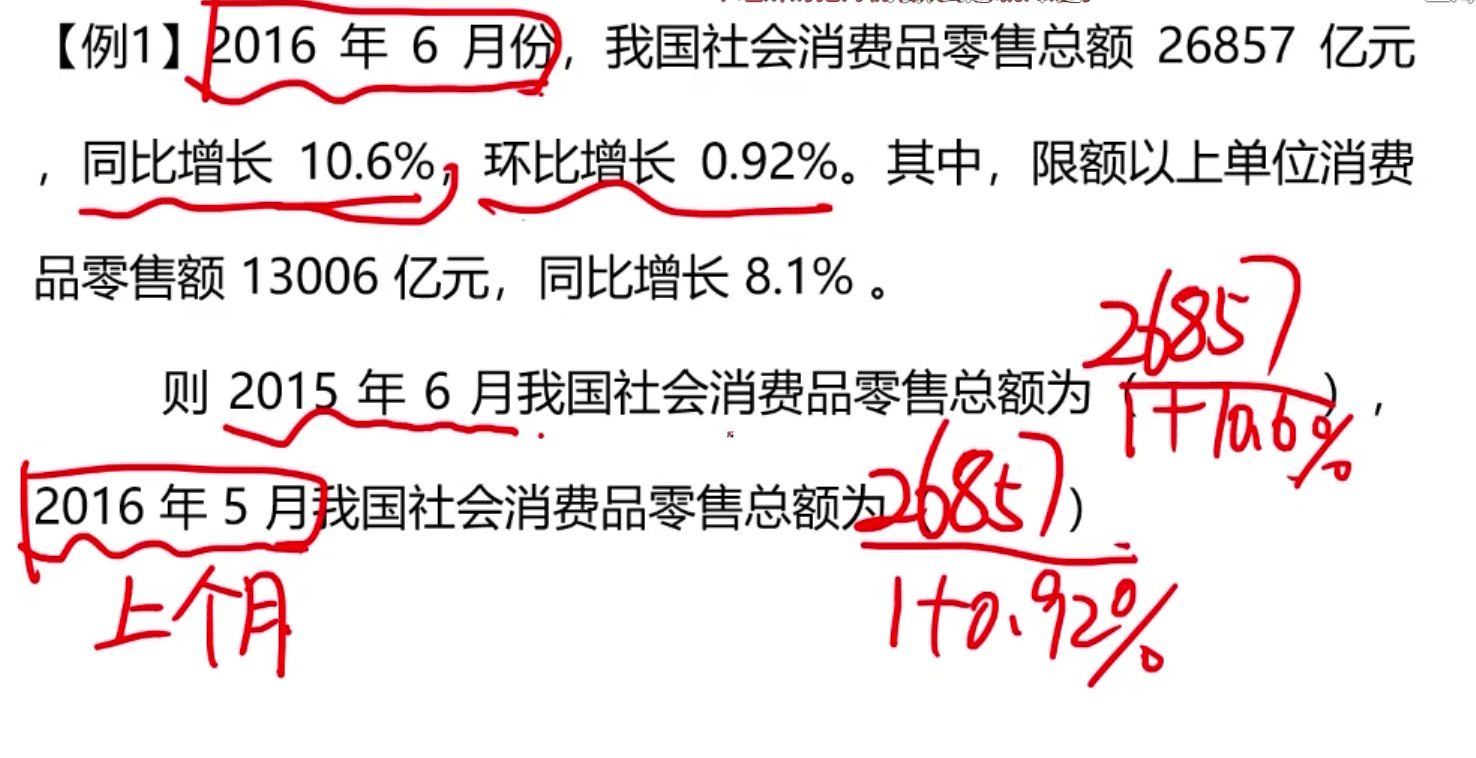 【例1】2016 年 6 月份，我国社会消费品零售总额 26857 亿元
，同比增长 10.6%，环比增长 0.92%。其中，限额以上单位消费
品零售额 13006 亿元，同比增长 8.1% 。
26857
则 2015 年 6 月我国社会消费品零售总额为（ ），
1+10.6%
2016 年 5 月我国社会消费品零售总额为（ ）
26857
上个月
1+0.92%